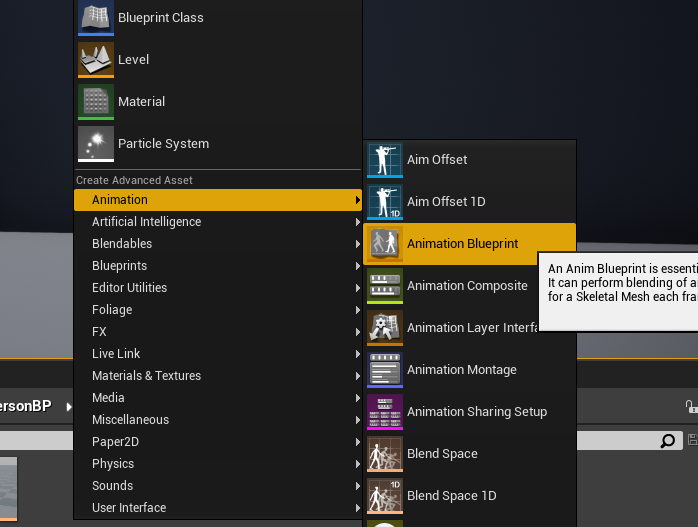 Blueprint Class
Level
Material
Particle System
Create Advanced Asset
Animation
Artificial Intelligence
Blendables
Blueprints
Editor Utilities
Foliage
FX
Live Link
Materials & Textures
Media
Miscellaneous
Paper2D
Physics
Sounds
User Interface
Aim Offset
1D
Aim Offset 1D
Animation Blueprint
Animation Composite
Animation Layer Interfa
Animation Montage
Animation Sharing Setup
Blend Space
1D
Blend Space 1D
An Anim Blueprint is essenti
It can perform blending of a
for a Skeletal Mesh each fra
ersonBP